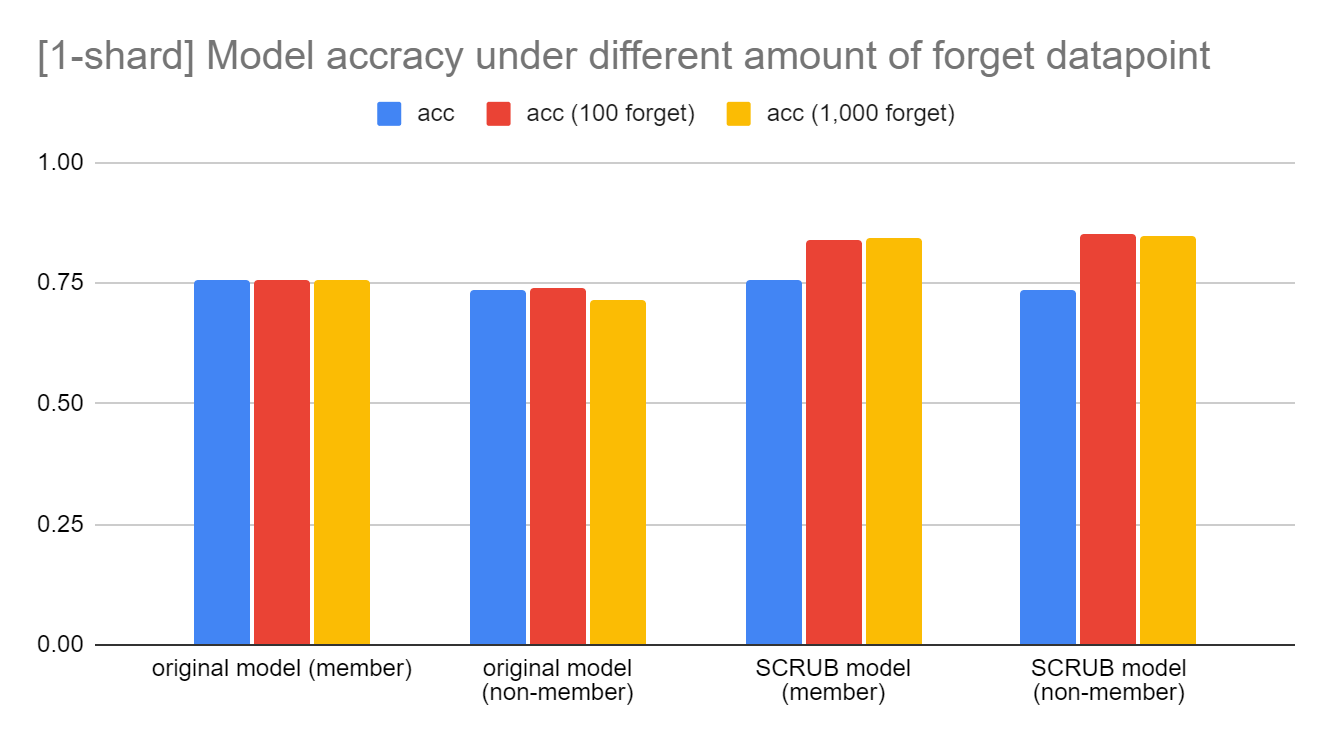 [1-shard] Model accracy under different amount of forget datapoint
acc
acc (100 forget)
acc (1,000 forget)
1.00
0.75
0.50
0.25
0.00
original model (member)
original model
(non-member)
SCRUB model
(member)
SCRUB model
(non-member)